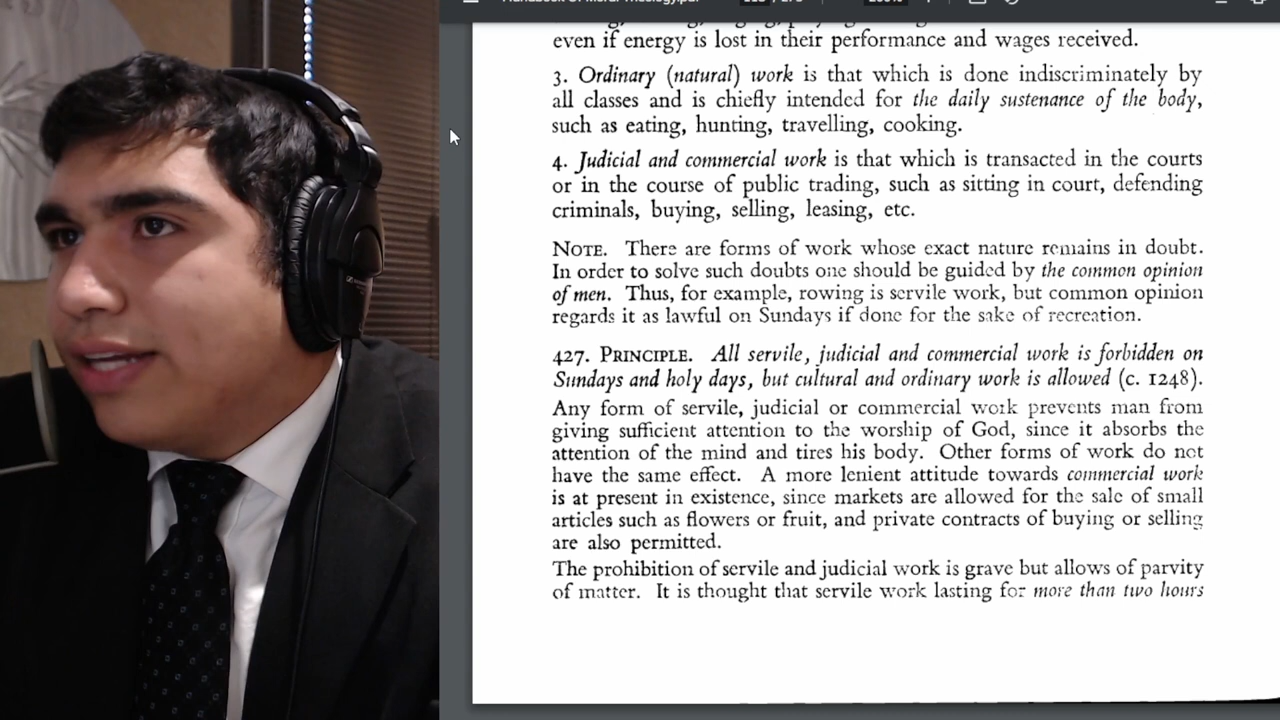 even if energy is lost in their performance and wages received.
3. Ordinary (natural) work is that which is done indiscriminately by
all classes and is chiefly intended for the daily sustenance of the body,
such as eating, hunting, travelling, cooking.
4. Judicial and commercial work is that which is transacted in the courts
or in the course of public trading, such as sitting in court, defending
criminals, buying, selling, leasing, etc.
NOTE. There are forms of work whose exact nature remains in doubt.
In order to solve such doubts one should be guided by the common opinion
of men. Thus, for example, rowing is servile work, but common opinion
regards it as lawful on Sundays if done for the sake of recreation.
427. PRINCIPLE. All servile, judicial and commercial work is forbidden on
Sundays and holy days, but cultural and ordinary work is allowed (c. 1248).
Any form of servile, judicial or commercial work prevents man from
giving sufficient attention to the worship of God, since it absorbs the
attention of the mind and tires his body. Other forms of work do not
have the same effect. A more lenient attitude towards commercial work
is at present in existence, since markets are allowed for the sale of small
articles such as flowers or fruit, and private contracts of buying or selling
are also permitted.
The prohibition of servile and judicial work is grave but allows of parvity
of matter. It is thought that servile work lasting for more than two hours